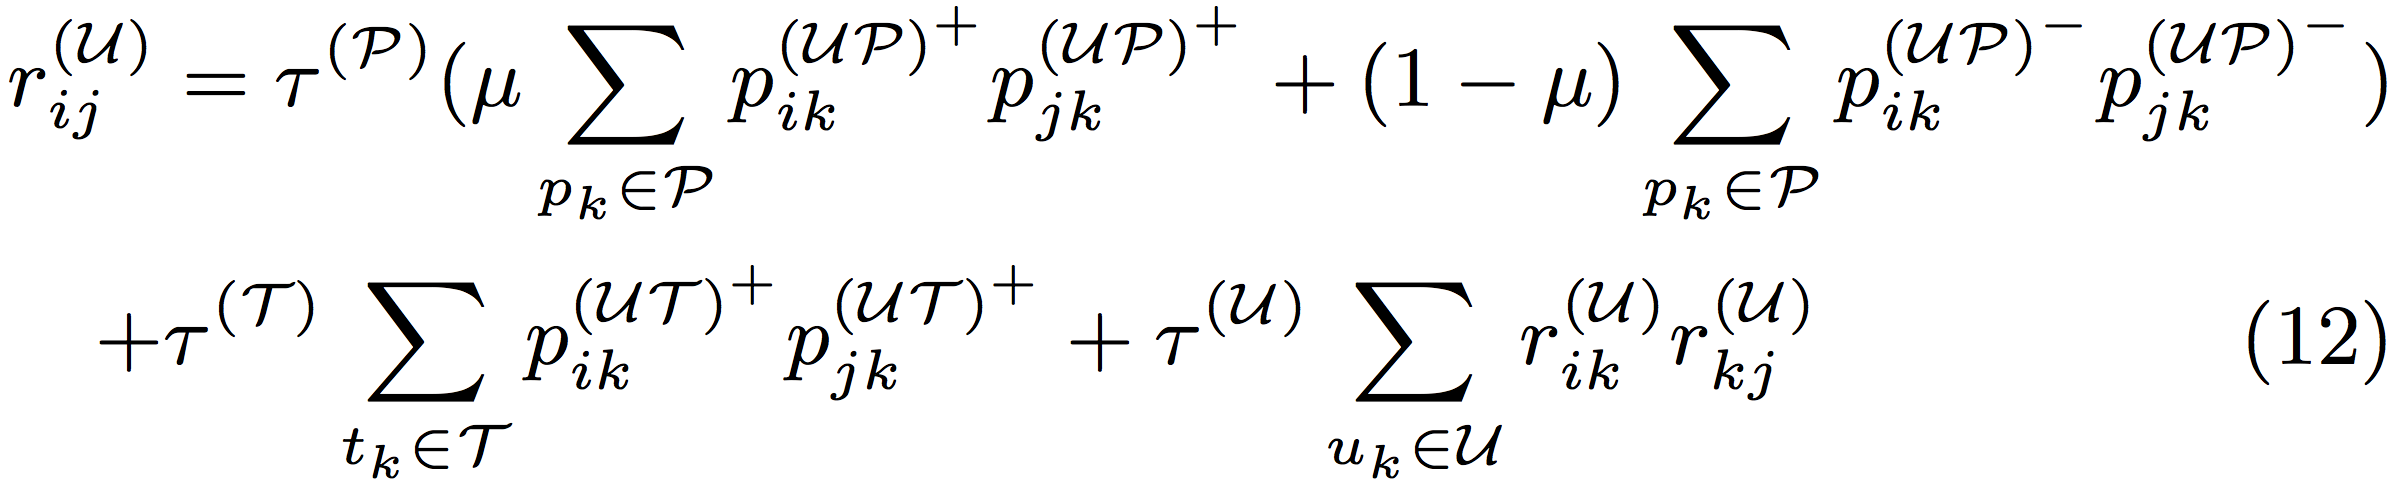 r_{ij}^{(\mathcal{U})} = \tau^{(\mathcal{P})}(\mu \sum_{p_k \in \mathcal{P}} p_{ik}^{(\mathcal{UP})^+} p_{jk}^{(\mathcal{UP})^+} + (1 - \mu) \sum_{p_k \in \mathcal{P}} p_{ik}^{(\mathcal{UP})^-} p_{jk}^{(\mathcal{UP})^-})
+\tau^{(\mathcal{T})} \sum_{t_k \in \mathcal{T}} p_{ik}^{(\mathcal{UT})^+} p_{jk}^{(\mathcal{UT})^+} + \tau^{(\mathcal{U})} \sum_{u_k \in \mathcal{U}} r_{ik}^{(\mathcal{U})} r_{kj}^{(\mathcal{U})} (12)